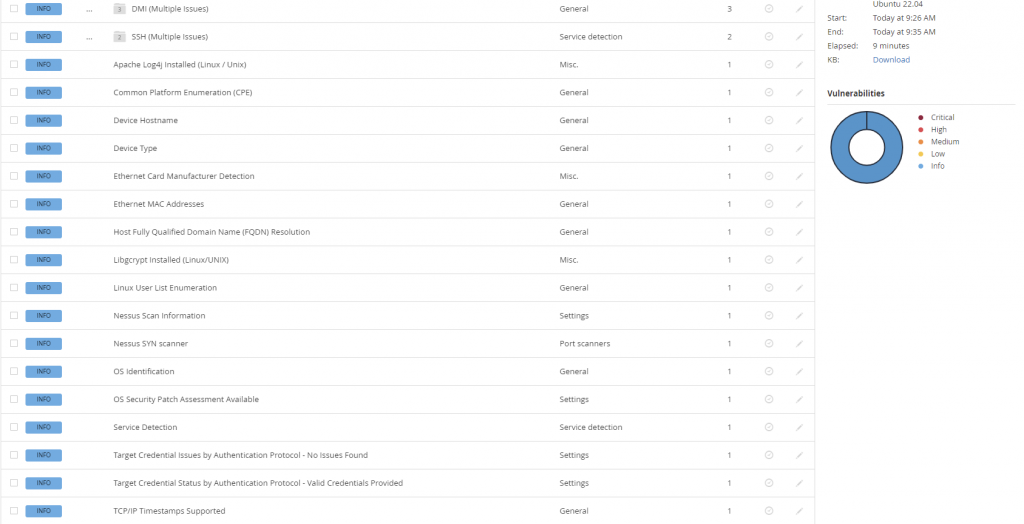 INFO ... 3 DMI (Multiple Issues) General 3
INFO ... 2 SSH (Multiple Issues) Service detection 2
INFO Apache Log4j Installed (Linux / Unix) Misc. 1
INFO Common Platform Enumeration (CPE) General 1
INFO Device Hostname General 1
INFO Device Type General 1
INFO Ethernet Card Manufacturer Detection Misc. 1
INFO Ethernet MAC Addresses General 1
INFO Host Fully Qualified Domain Name (FQDN) Resolution General 1
INFO Libgcrypt Installed (Linux/UNIX) Misc. 1
INFO Linux User List Enumeration General 1
INFO Nessus Scan Information Settings 1
INFO Nessus SYN scanner Port scanners 1
INFO OS Identification General 1
INFO OS Security Patch Assessment Available Settings 1
INFO Service Detection Service detection 1
INFO Target Credential Issues by Authentication Protocol - No Issues Found Settings 1
INFO Target Credential Status by Authentication Protocol - Valid Credentials Provided Settings 1
INFO TCP/IP Timestamps Supported General 1
Ubuntu 22.04
Start: Today at 9:26 AM
End: Today at 9:35 AM
Elapsed: 9 minutes
KB: Download
Vulnerabilities
Critical
High
Medium
Low
Info